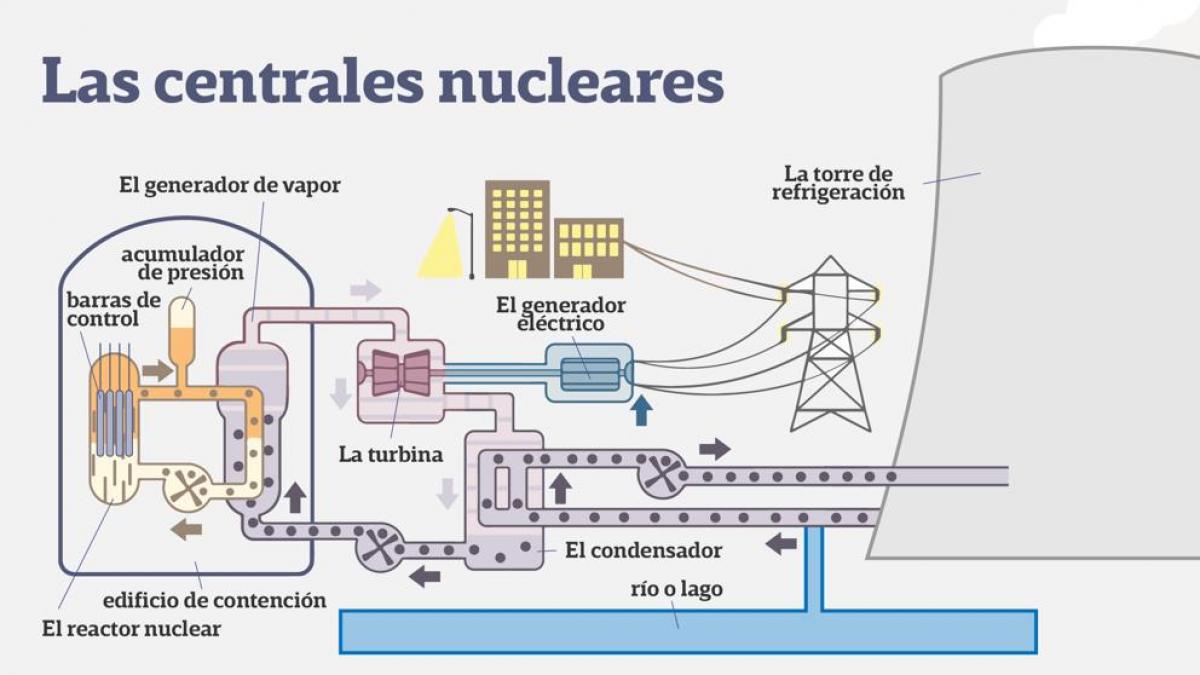 Las centrales nucleares
El generador de vapor
acumulador
de presión
barras de
control
La torre de
refrigeración
El generador
eléctrico
La turbina
El condensador
río o lago
edificio de contención
El reactor nuclear